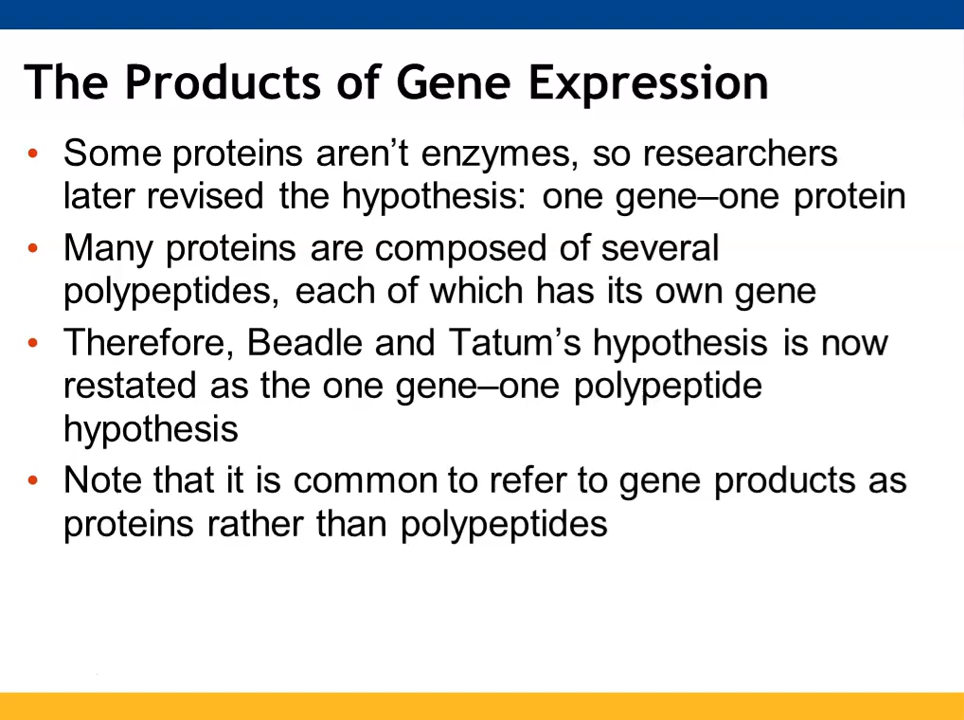 The Products of Gene Expression
• Some proteins aren’t enzymes, so researchers
later revised the hypothesis: one gene–one protein
• Many proteins are composed of several
polypeptides, each of which has its own gene
• Therefore, Beadle and Tatum’s hypothesis is now
restated as the one gene–one polypeptide
hypothesis
• Note that it is common to refer to gene products as
proteins rather than polypeptides